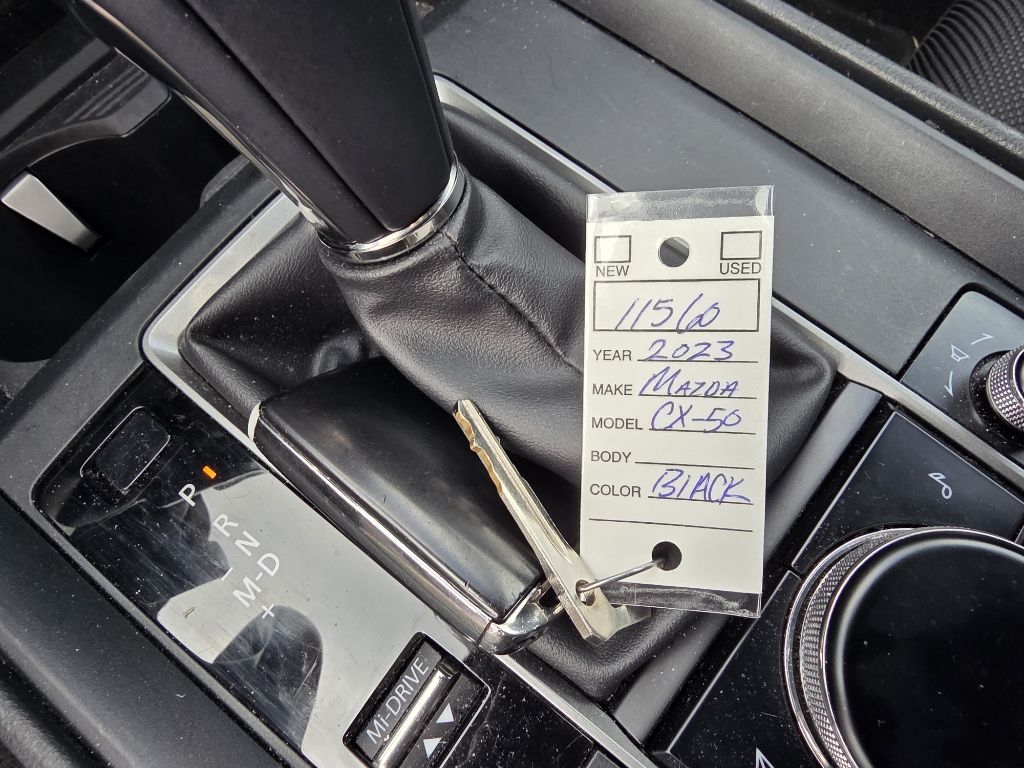 NEW USED
11560
YEAR 2023
MAKE MAZDA
MODEL CX-50
BODY
COLOR BLACK
P
R
N
M-D
+
Mi-DRIVE